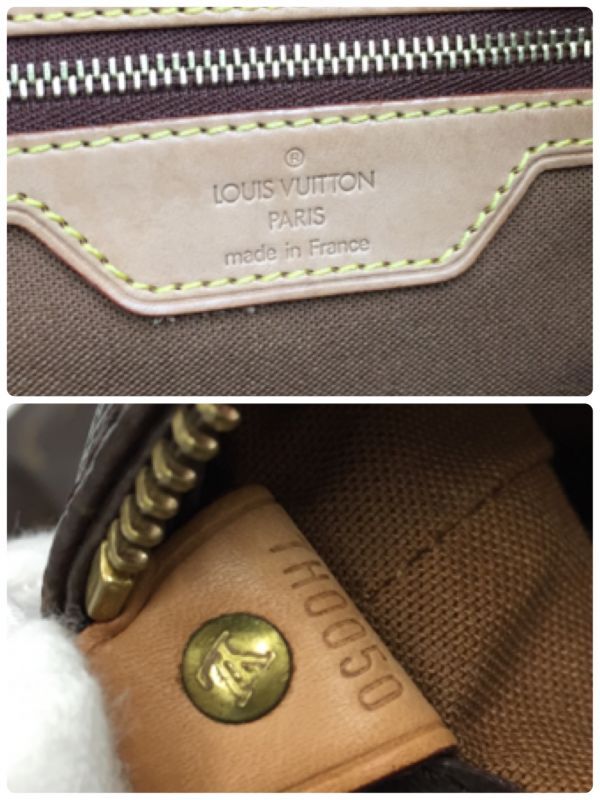 ®
LOUIS VUITTON
PARIS
made in France
TH0050
LV